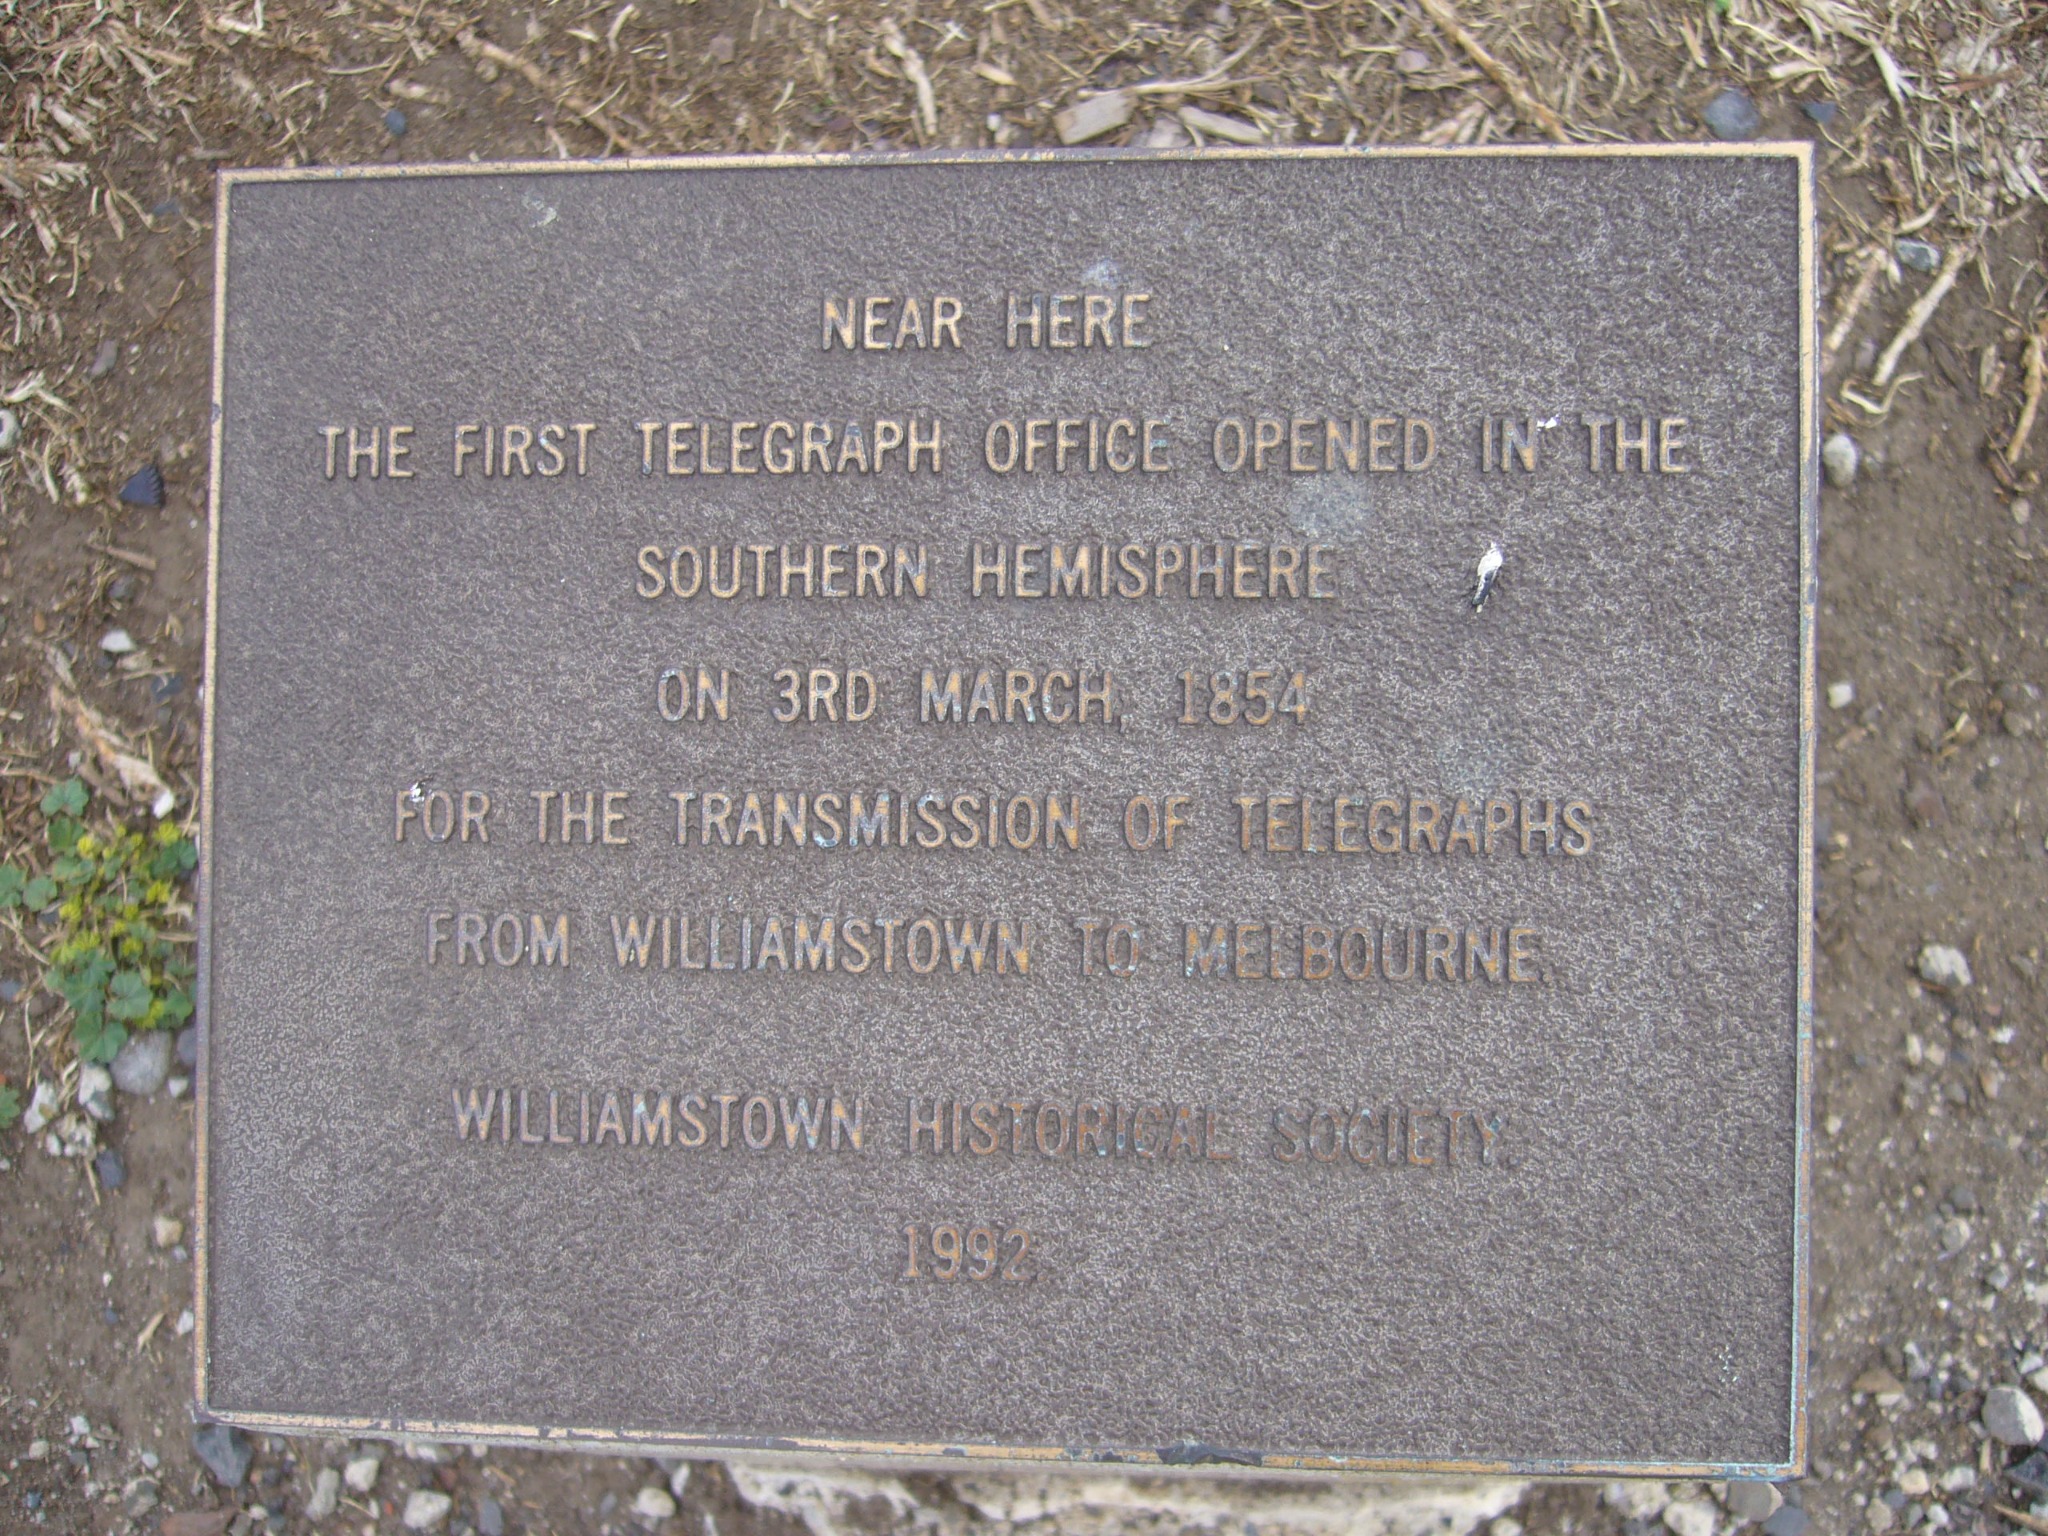 NEAR HERE
THE FIRST TELEGRAPH OFFICE OPENED IN THE
SOUTHERN HEMISPHERE
ON 3RD MARCH, 1854
FOR THE TRANSMISSION OF TELEGRAPHS
FROM WILLIAMSTOWN TO MELBOURNE.
WILLIAMSTOWN HISTORICAL SOCIETY.
1992.